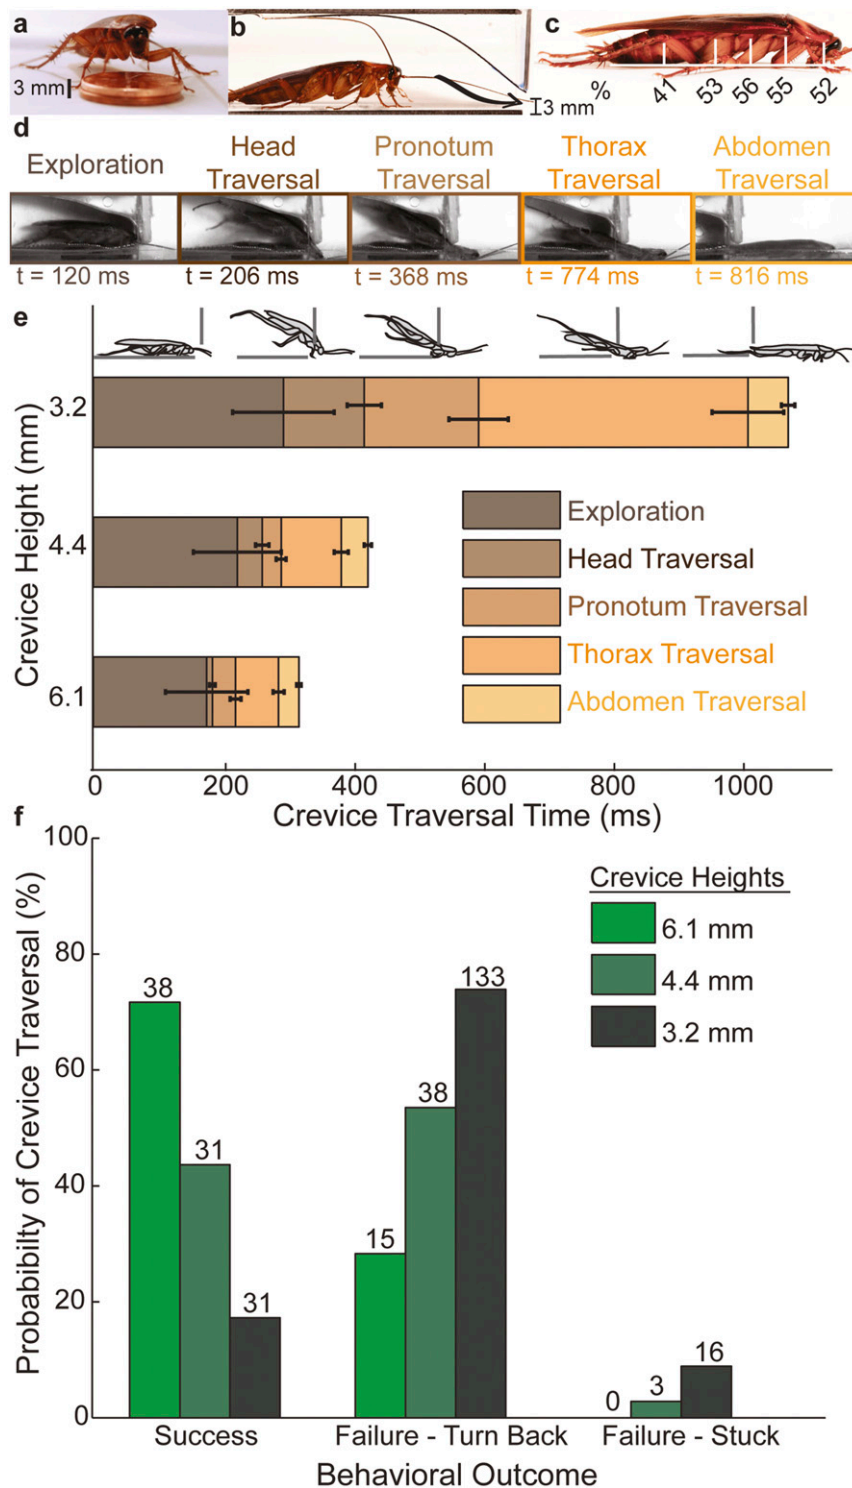 a
b
c
3 mm
3 mm
%
41
53
56
55
52
d
Exploration
Head
Traversal
Pronotum
Traversal
Thorax
Traversal
Abdomen
Traversal
t = 120 ms
t = 206 ms
t = 368 ms
t = 774 ms
t = 816 ms
e
Crevice Height (mm)
3.2
4.4
6.1
Exploration
Head Traversal
Pronotum Traversal
Thorax Traversal
Abdomen Traversal
0
200
400
600
800
1000
Crevice Traversal Time (ms)
f
Probabibilty of Crevice Traversal (%)
100
80
60
40
20
0
Crevice Heights
6.1 mm
4.4 mm
3.2 mm
38
31
31
15
38
133
0
3
16
Success
Failure - Turn Back
Failure - Stuck
Behavioral Outcome